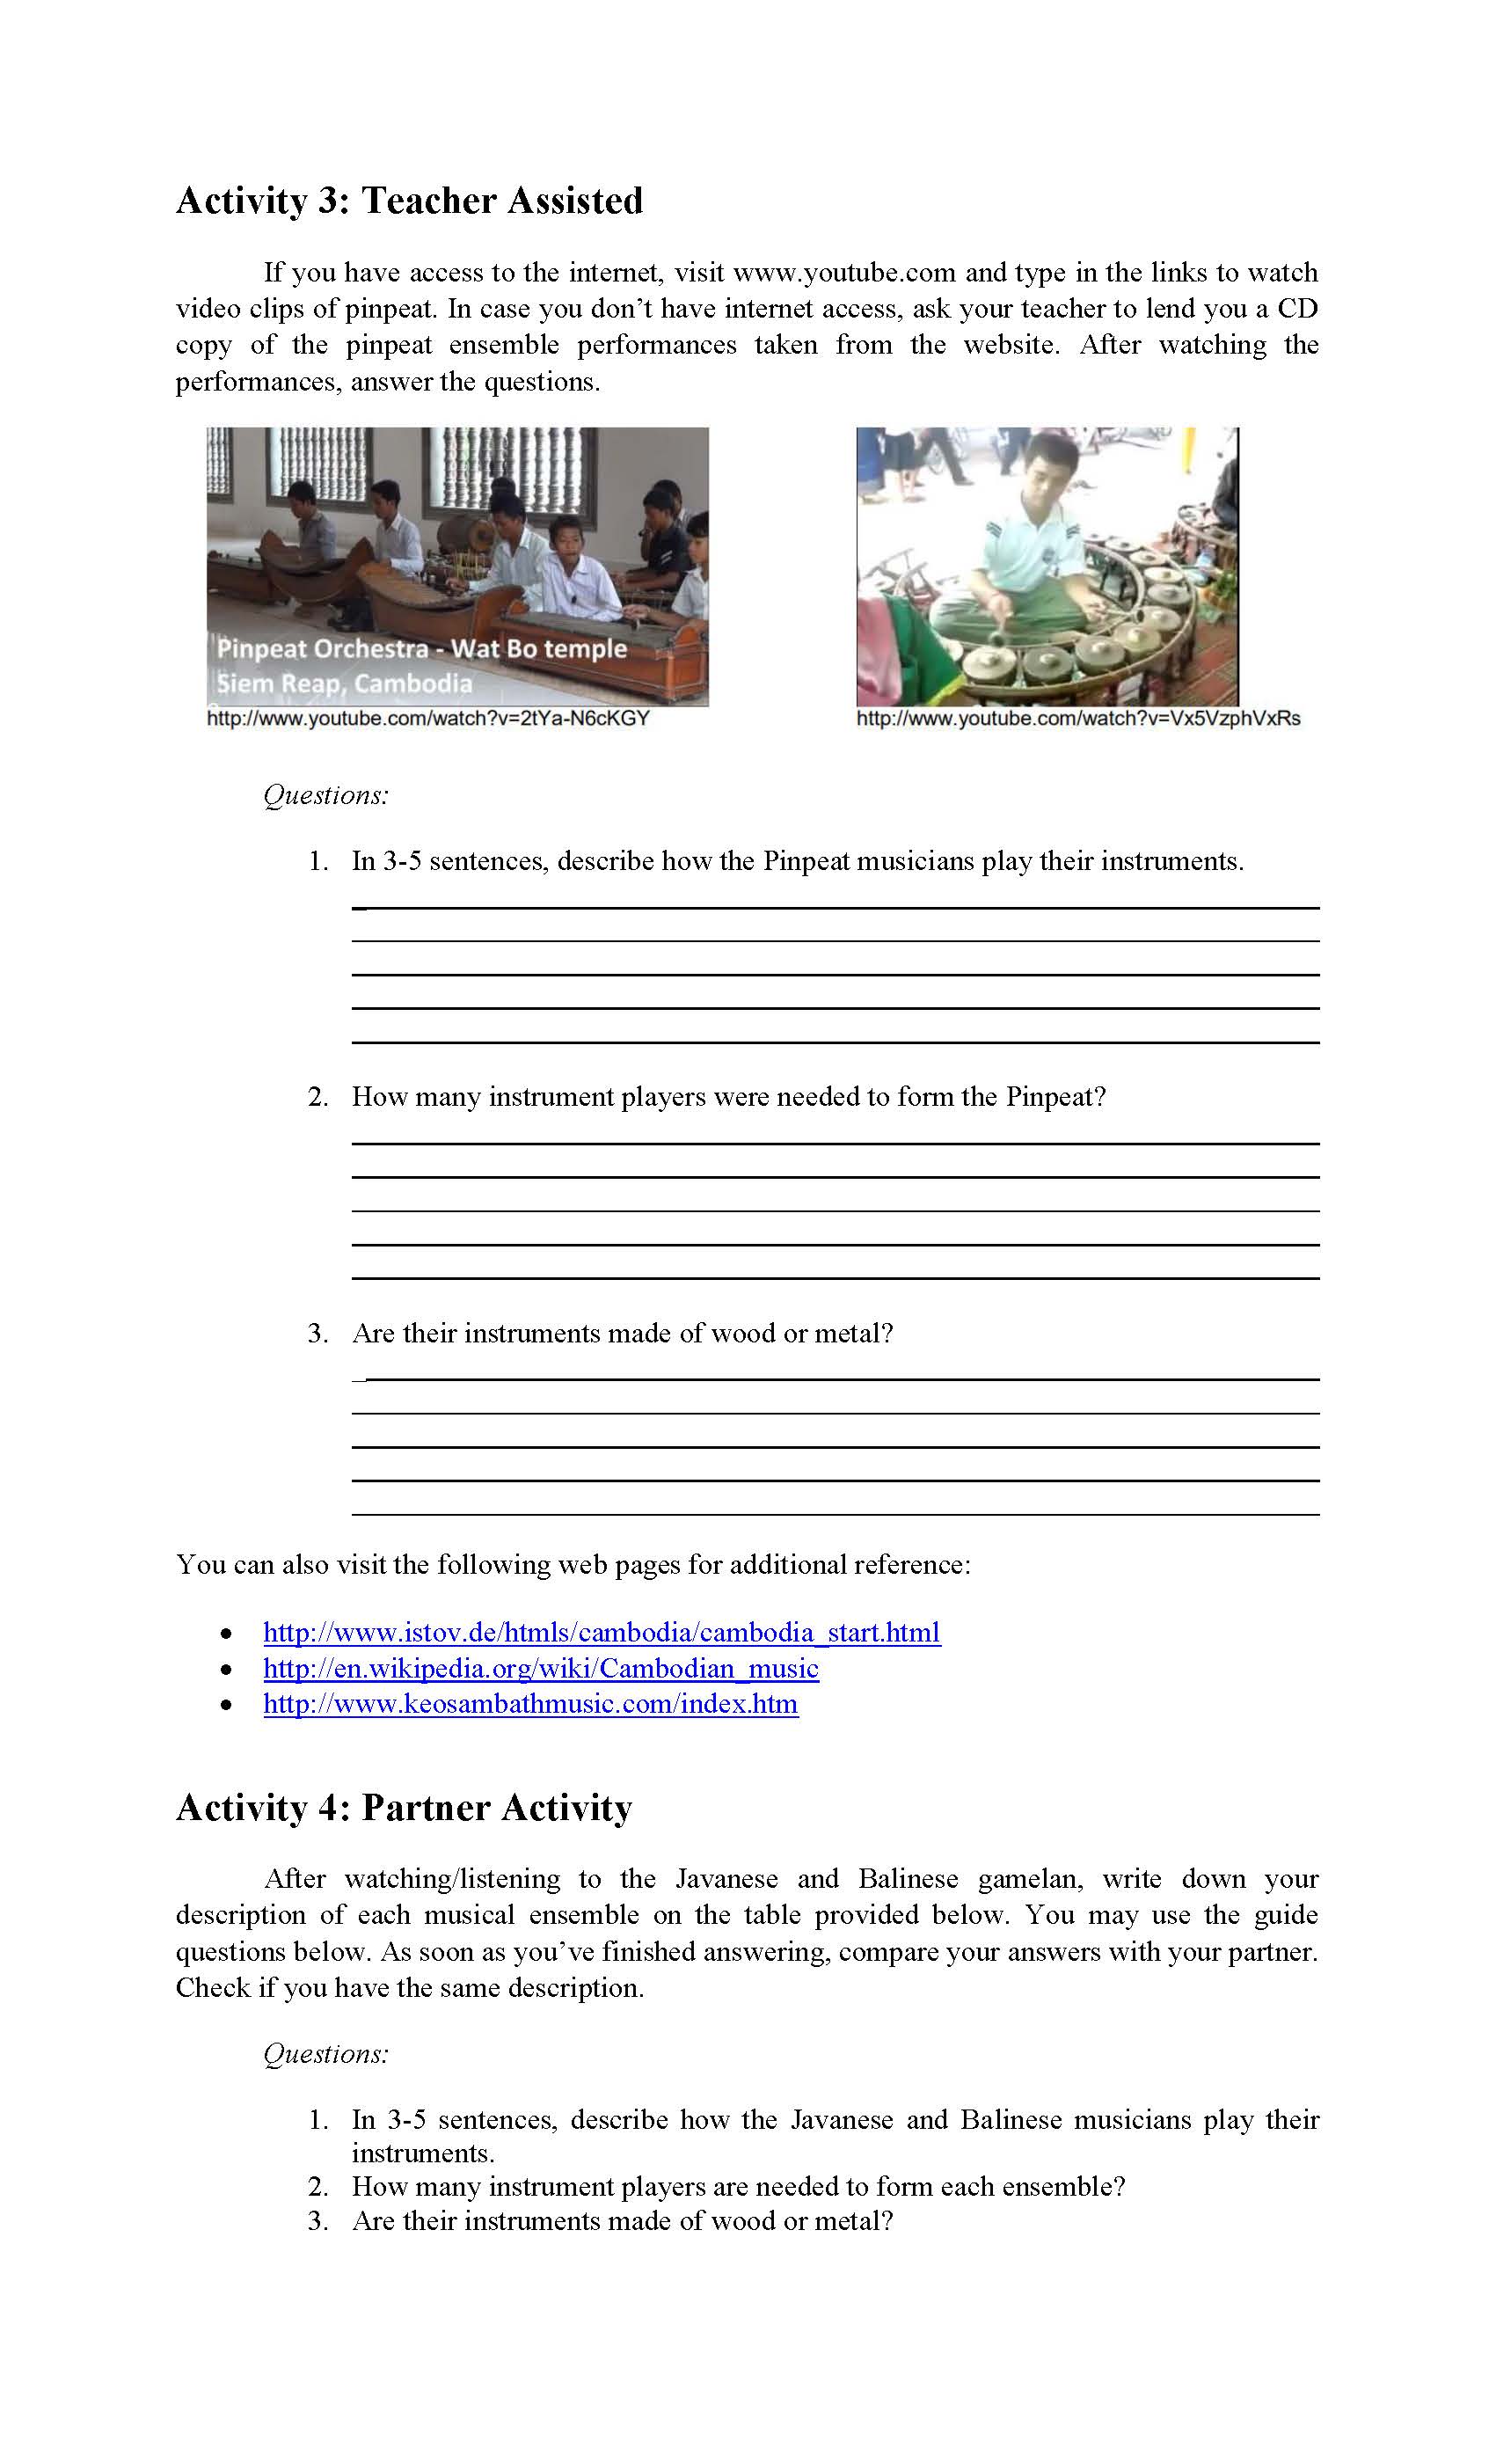 Activity 3: Teacher Assisted
If you have access to the internet, visit www.youtube.com and type in the links to watch
video clips of pinpeat. In case you don’t have internet access, ask your teacher to lend you a CD
copy of the pinpeat ensemble performances taken from the website. After watching the
performances, answer the questions.
Pinpeat Orchestra - Wat Bo temple
Siem Reap, Cambodia
http://www.youtube.com/watch?v=2tYa-N6cKGY
http://www.youtube.com/watch?v=Vx5VzphVxRs
Questions:
1. In 3-5 sentences, describe how the Pinpeat musicians play their instruments.
2. How many instrument players were needed to form the Pinpeat?
3. Are their instruments made of wood or metal?
You can also visit the following web pages for additional reference:
• http://www.istov.de/htmls/cambodia/cambodia_start.html
• http://en.wikipedia.org/wiki/Cambodian_music
• http://www.keosambathmusic.com/index.htm
Activity 4: Partner Activity
After watching/listening to the Javanese and Balinese gamelan, write down your
description of each musical ensemble on the table provided below. You may use the guide
questions below. As soon as you’ve finished answering, compare your answers with your partner.
Check if you have the same description.
Questions:
1. In 3-5 sentences, describe how the Javanese and Balinese musicians play their
instruments.
2. How many instrument players are needed to form each ensemble?
3. Are their instruments made of wood or metal?